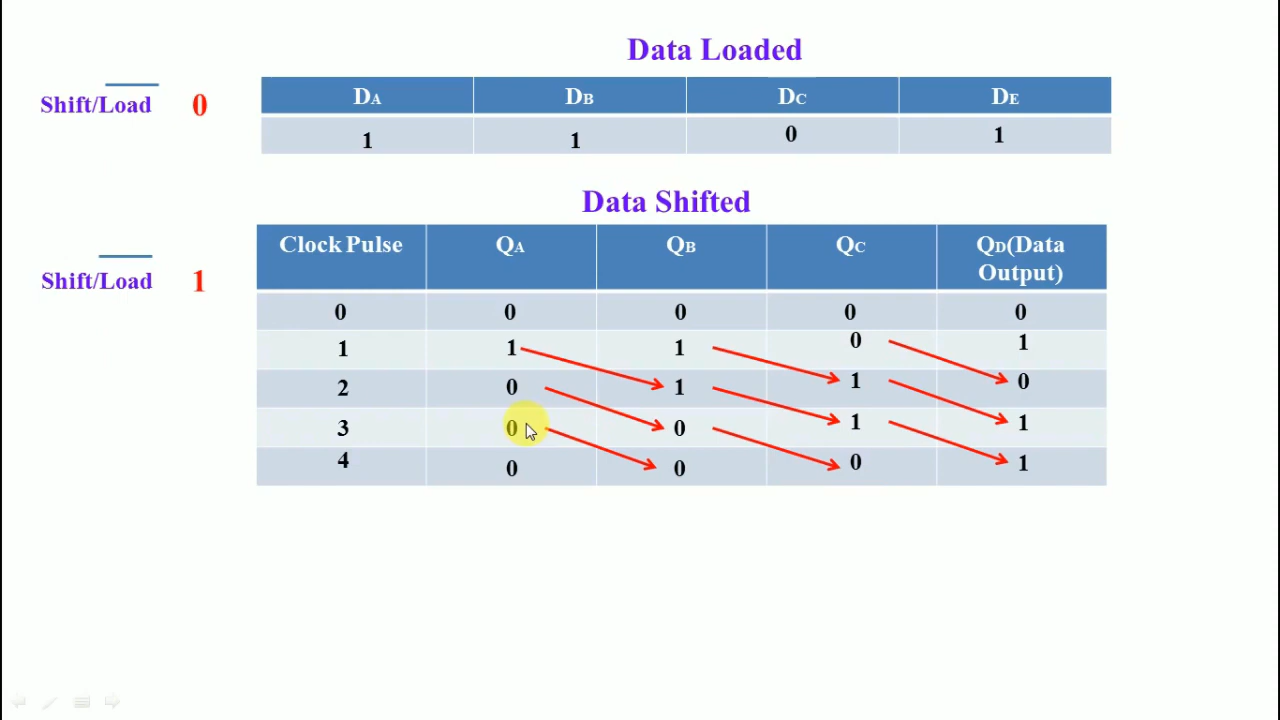 Data Loaded
Shift/Load 0
DA DB DC DE
1 1 0 1
Data Shifted
Shift/Load 1
Clock Pulse QA QB QC QD(Data
Output)
0 0 0 0 0
1 1 1 0 1
2 0 1 1 0
3 0 0 1 1
4 0 0 0 1